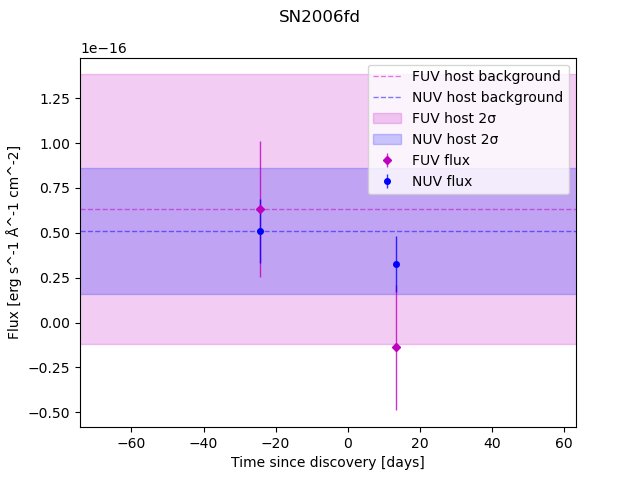 SN2006fd
1e−16
1.25
1.00
0.75
0.50
0.25
0.00
−0.25
−0.50
Flux [erg s^-1 Å^-1 cm^-2]
FUV host background
NUV host background
FUV host 2σ
NUV host 2σ
FUV flux
NUV flux
−60
−40
−20
0
20
40
60
Time since discovery [days]